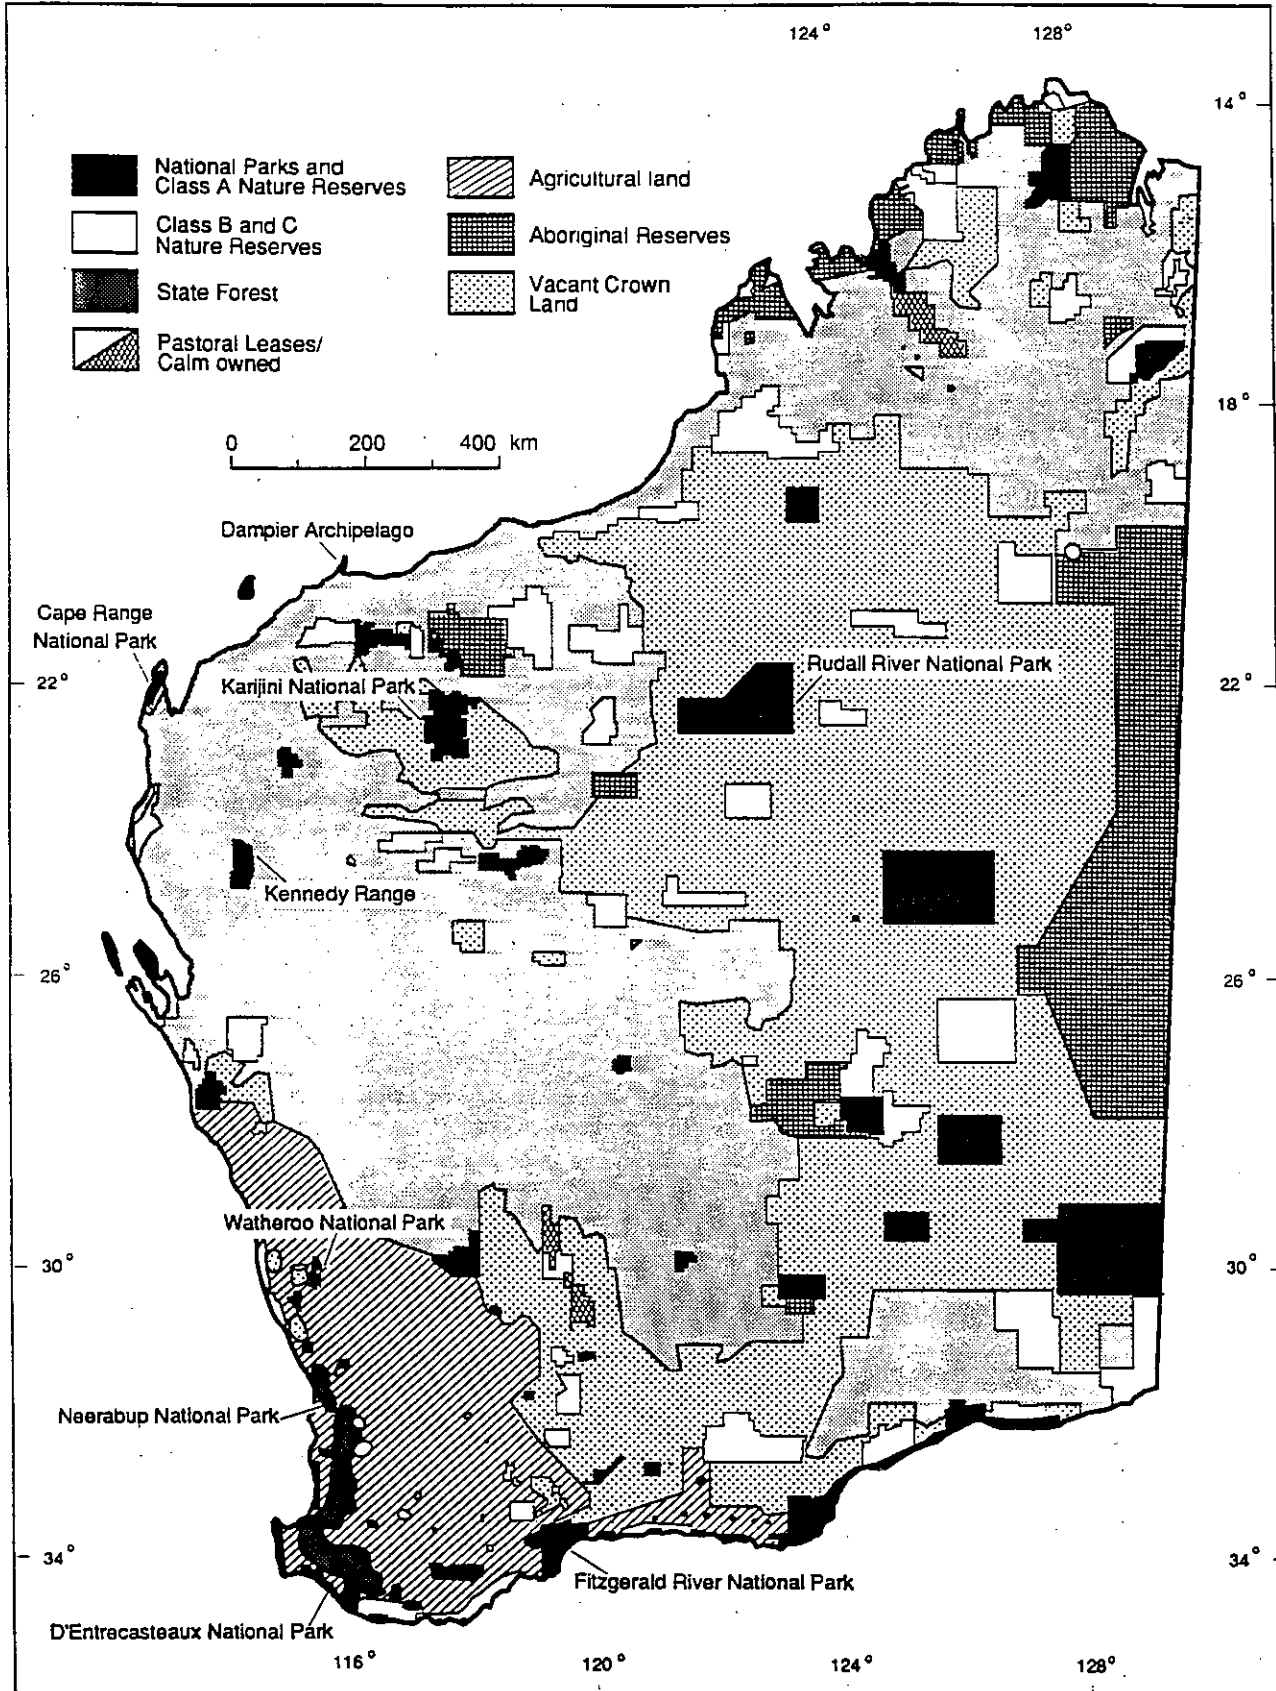 124° 128°
14°
National Parks and
Class A Nature Reserves
Agricultural land
Class B and C
Nature Reserves
Aboriginal Reserves
State Forest
Vacant Crown
Land
Pastoral Leases/
Calm owned
18°
0 200 400 km
Dampier Archipelago
Cape Range
National Park
Rudall River National Park
22° 22°
Karijini National Park
Kennedy Range
26° 26°
Watheroo National Park
30° 30°
Neerabup National Park
34° 34°
Fitzgerald River National Park
D'Entrecasteaux National Park
116° 120° 124° 128°